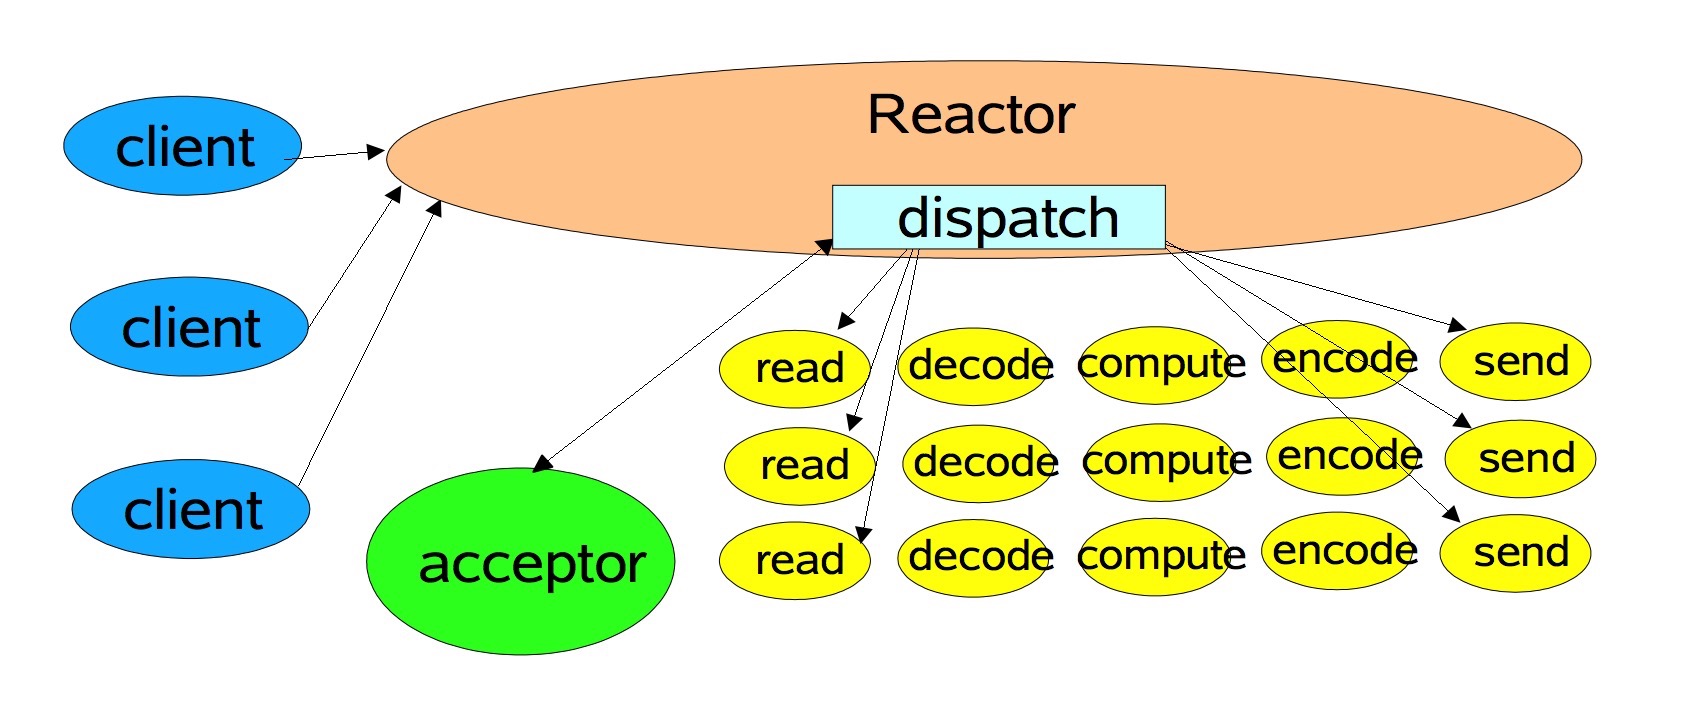 Reactor
dispatch
client
client
client
acceptor
read decode compute encode send
read decode compute encode send
read decode compute encode send